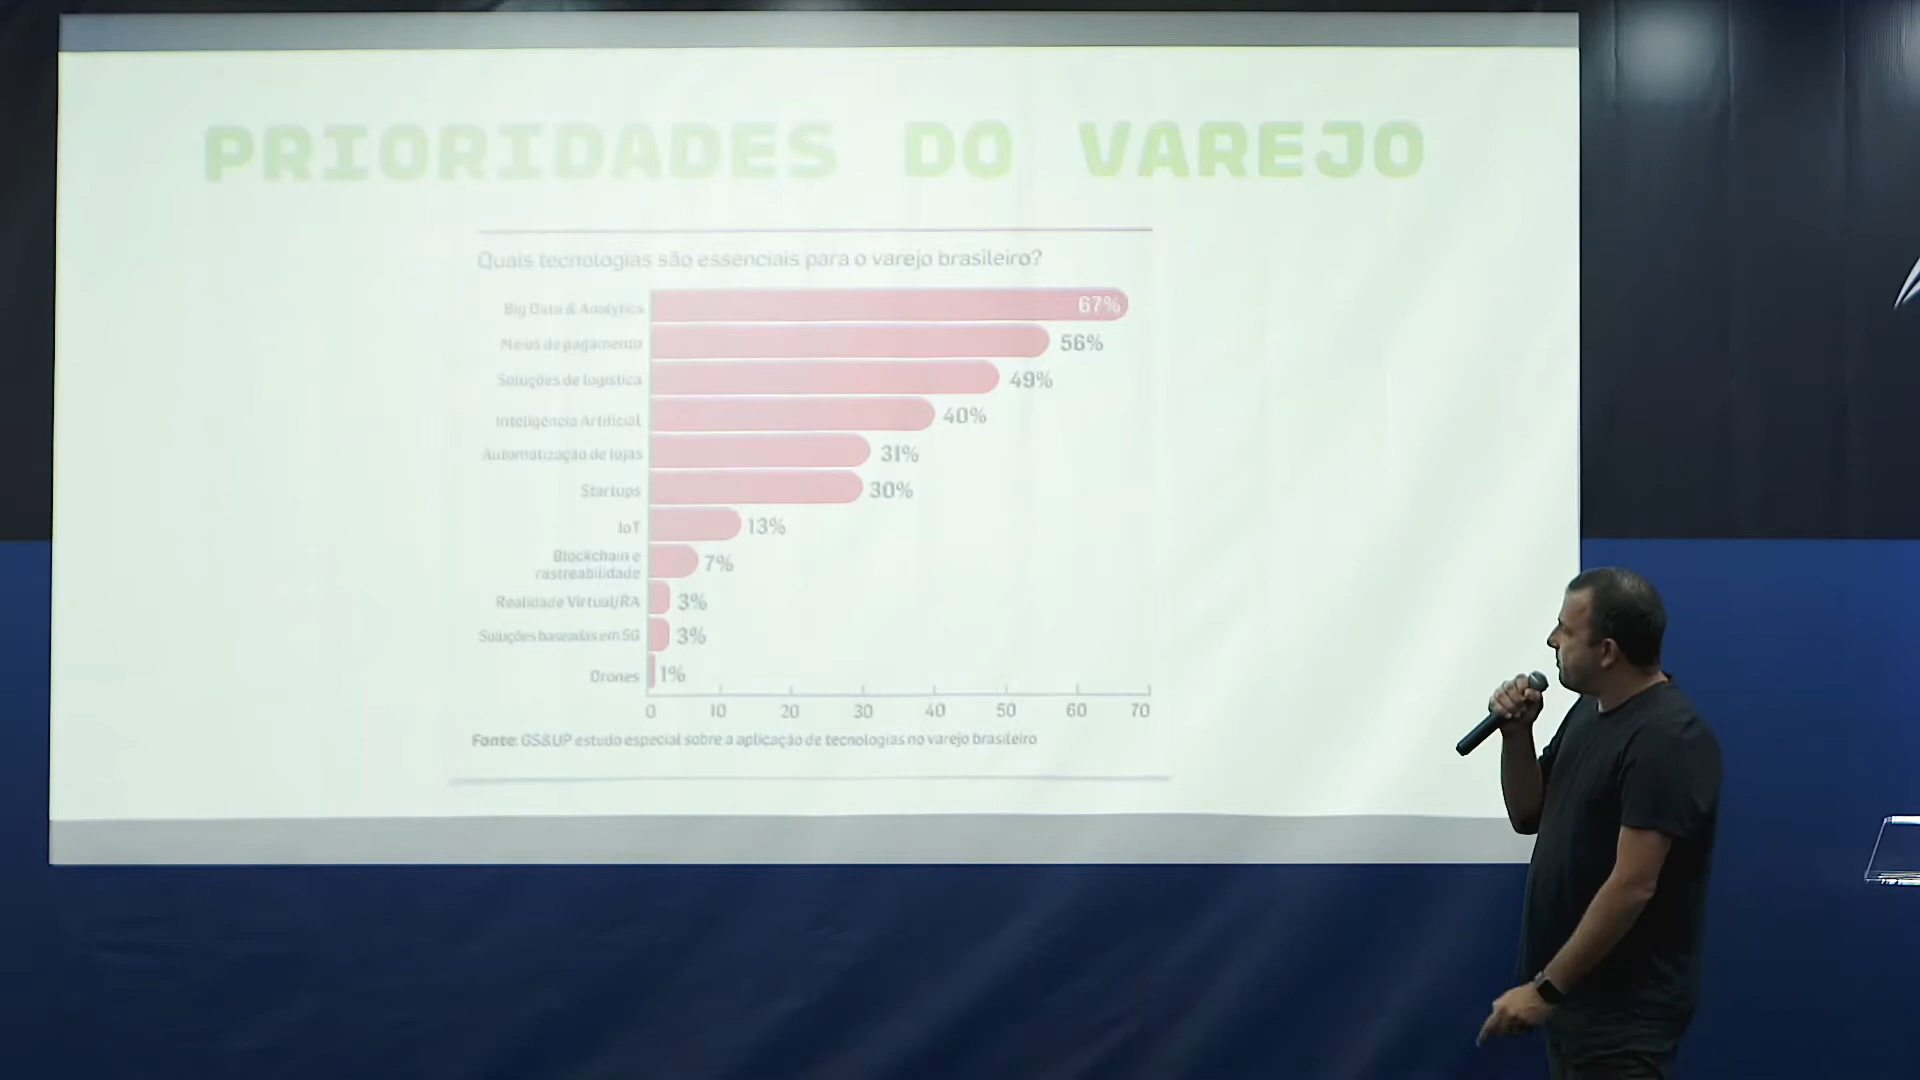 PRIORIDADES DO VAREJO
Quais tecnologias são essenciais para o varejo brasileiro?
Big Data & Analytics 67%
Meios de pagamento 56%
Soluções de logística 49%
Inteligência Artificial 40%
Automatização de lojas 31%
Startups 30%
IoT 13%
Blockchain e
rastreabilidade 7%
Realidade Virtual/RA 3%
Soluções baseadas em 5G 3%
Drones 1%
0 10 20 30 40 50 60 70
Fonte: GS&UP estudo especial sobre a aplicação de tecnologias no varejo brasileiro